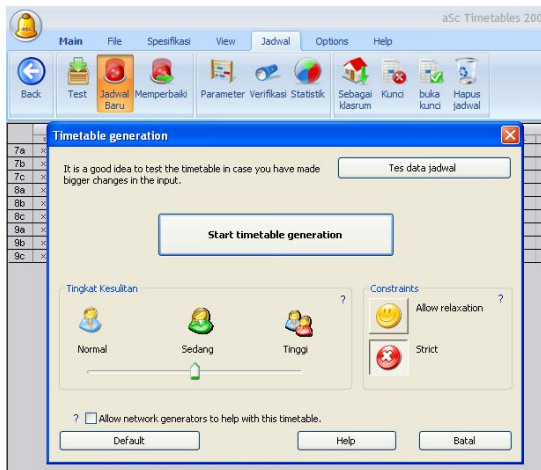 aSc Timetables 200
Main File Spesifikasi View Jadwal Options Help
Back Test Jadwal Baru Memperbaiki Parameter Verifikasi Statistik Sebagai klasrum Kunci buka kunci Hapus jadwal
Timetable generation
7a
7b
7c
8a
8b
8c
9a
9b
9c
It is a good idea to test the timetable in case you have made
bigger changes in the input.
Tes data jadwal
Start timetable generation
Tingkat Kesulitan
?
Normal Sedang Tinggi
Constraints
?
Allow relaxation
Strict
? Allow network generators to help with this timetable.
Default Help Batal